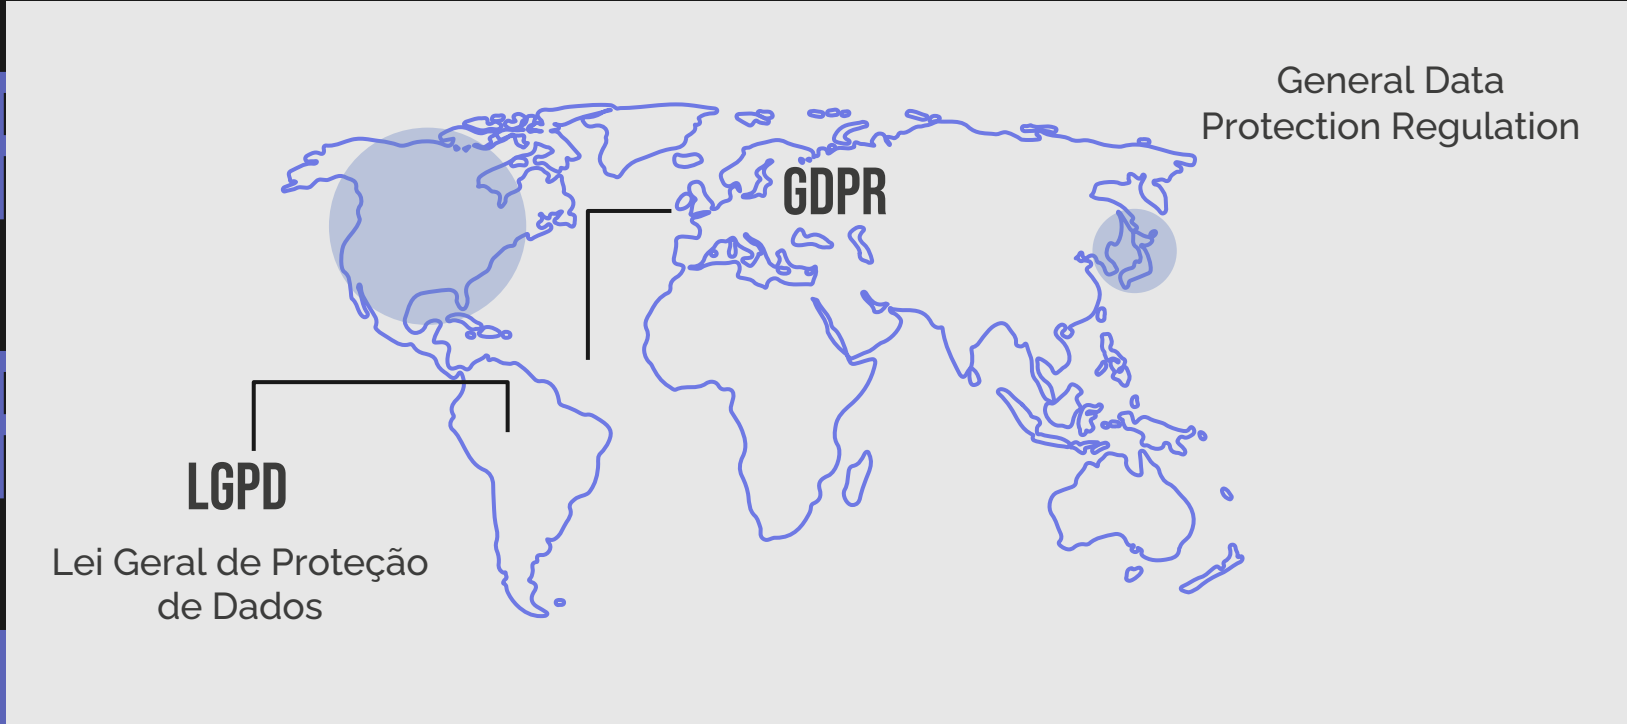 General Data
Protection Regulation
GDPR
LGPD
Lei Geral de Proteção
de Dados